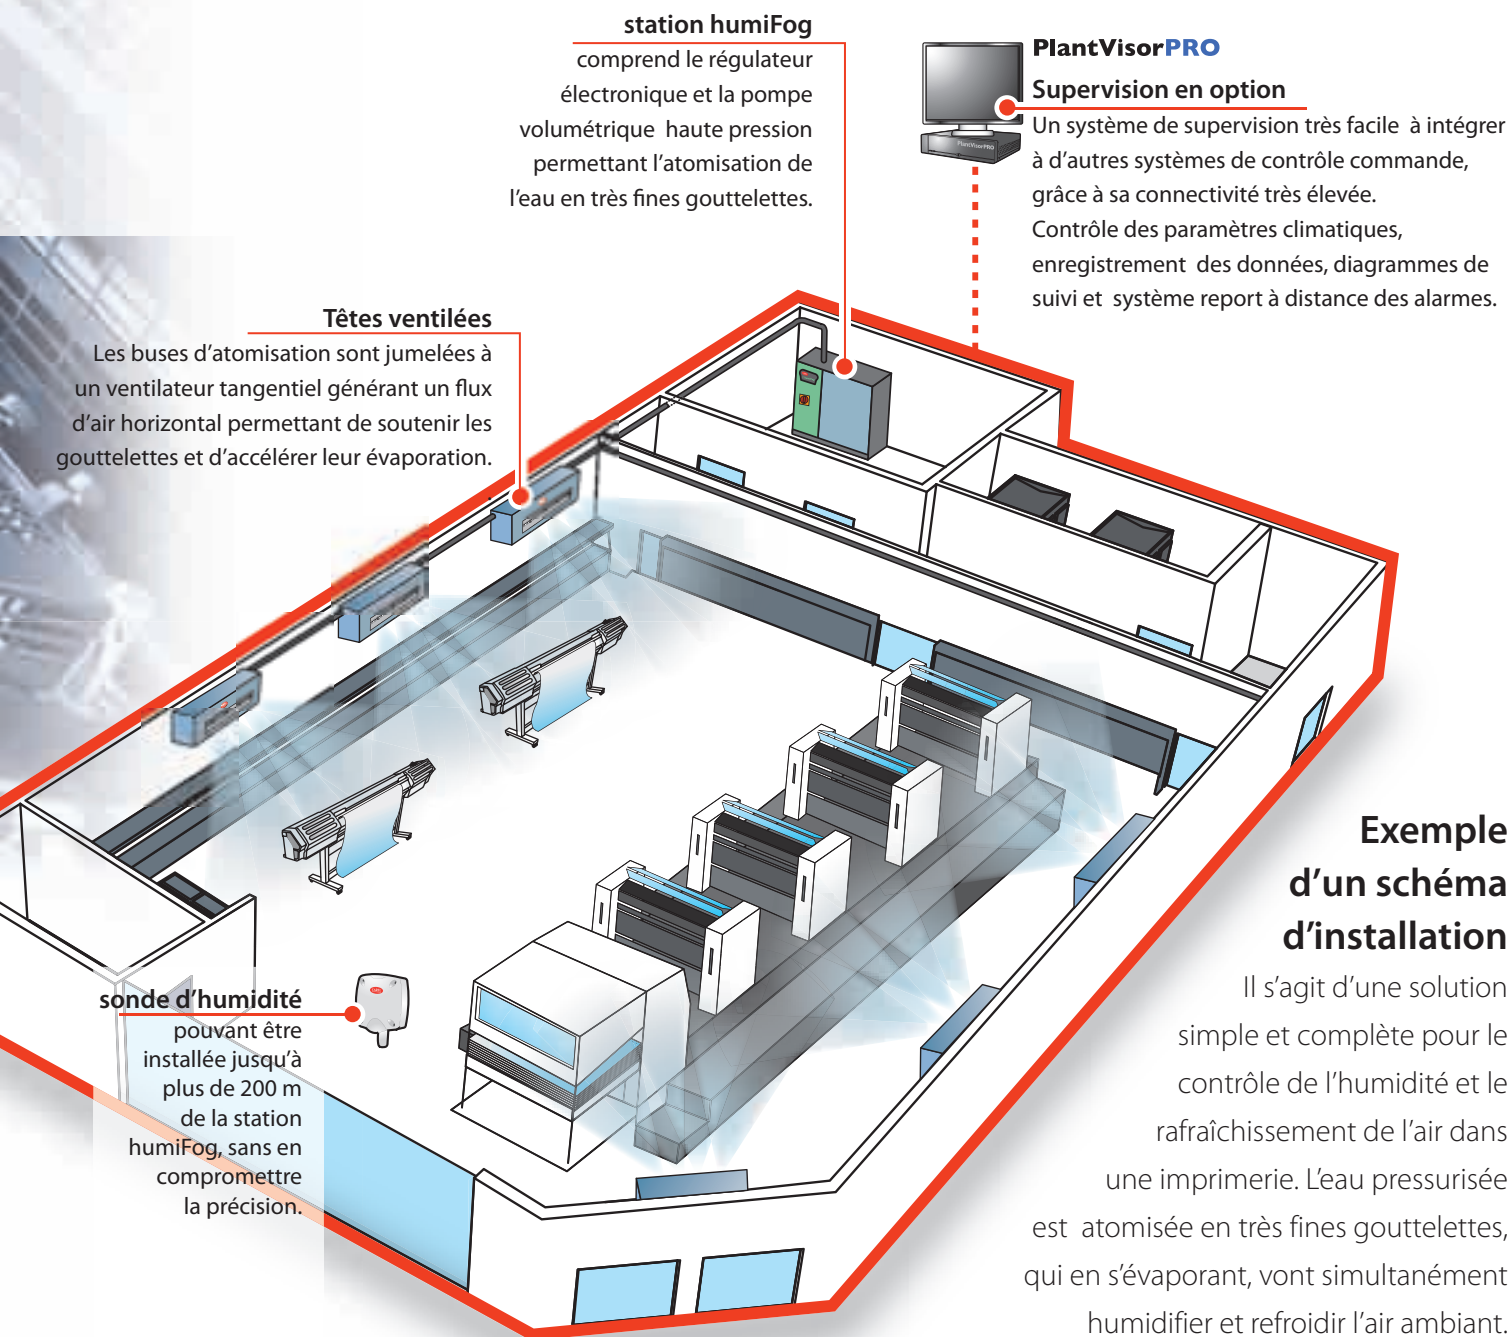 station humiFog
comprend le régulateur
électronique et la pompe
volumétrique haute pression
permettant l’atomisation de
l’eau en très fines gouttelettes.
PlantVisorPRO
Supervision en option
Un système de supervision très facile à intégrer
à d’autres systèmes de contrôle commande,
grâce à sa connectivité très élevée.
Contrôle des paramètres climatiques,
enregistrement des données, diagrammes de
suivi et système report à distance des alarmes.
PlantVisorPRO
Têtes ventilées
Les buses d’atomisation sont jumelées à
un ventilateur tangentiel générant un flux
d’air horizontal permettant de soutenir les
gouttelettes et d’accélérer leur évaporation.
sonde d’humidité
pouvant être
installée jusqu’à
plus de 200 m
de la station
humiFog, sans en
compromettre
la précision.
Exemple
d’un schéma
d’installation
Il s’agit d’une solution
simple et complète pour le
contrôle de l’humidité et le
rafraîchissement de l’air dans
une imprimerie. L’eau pressurisée
est atomisée en très fines gouttelettes,
qui en s’évaporant, vont simultanément
humidifier et refroidir l’air ambiant.